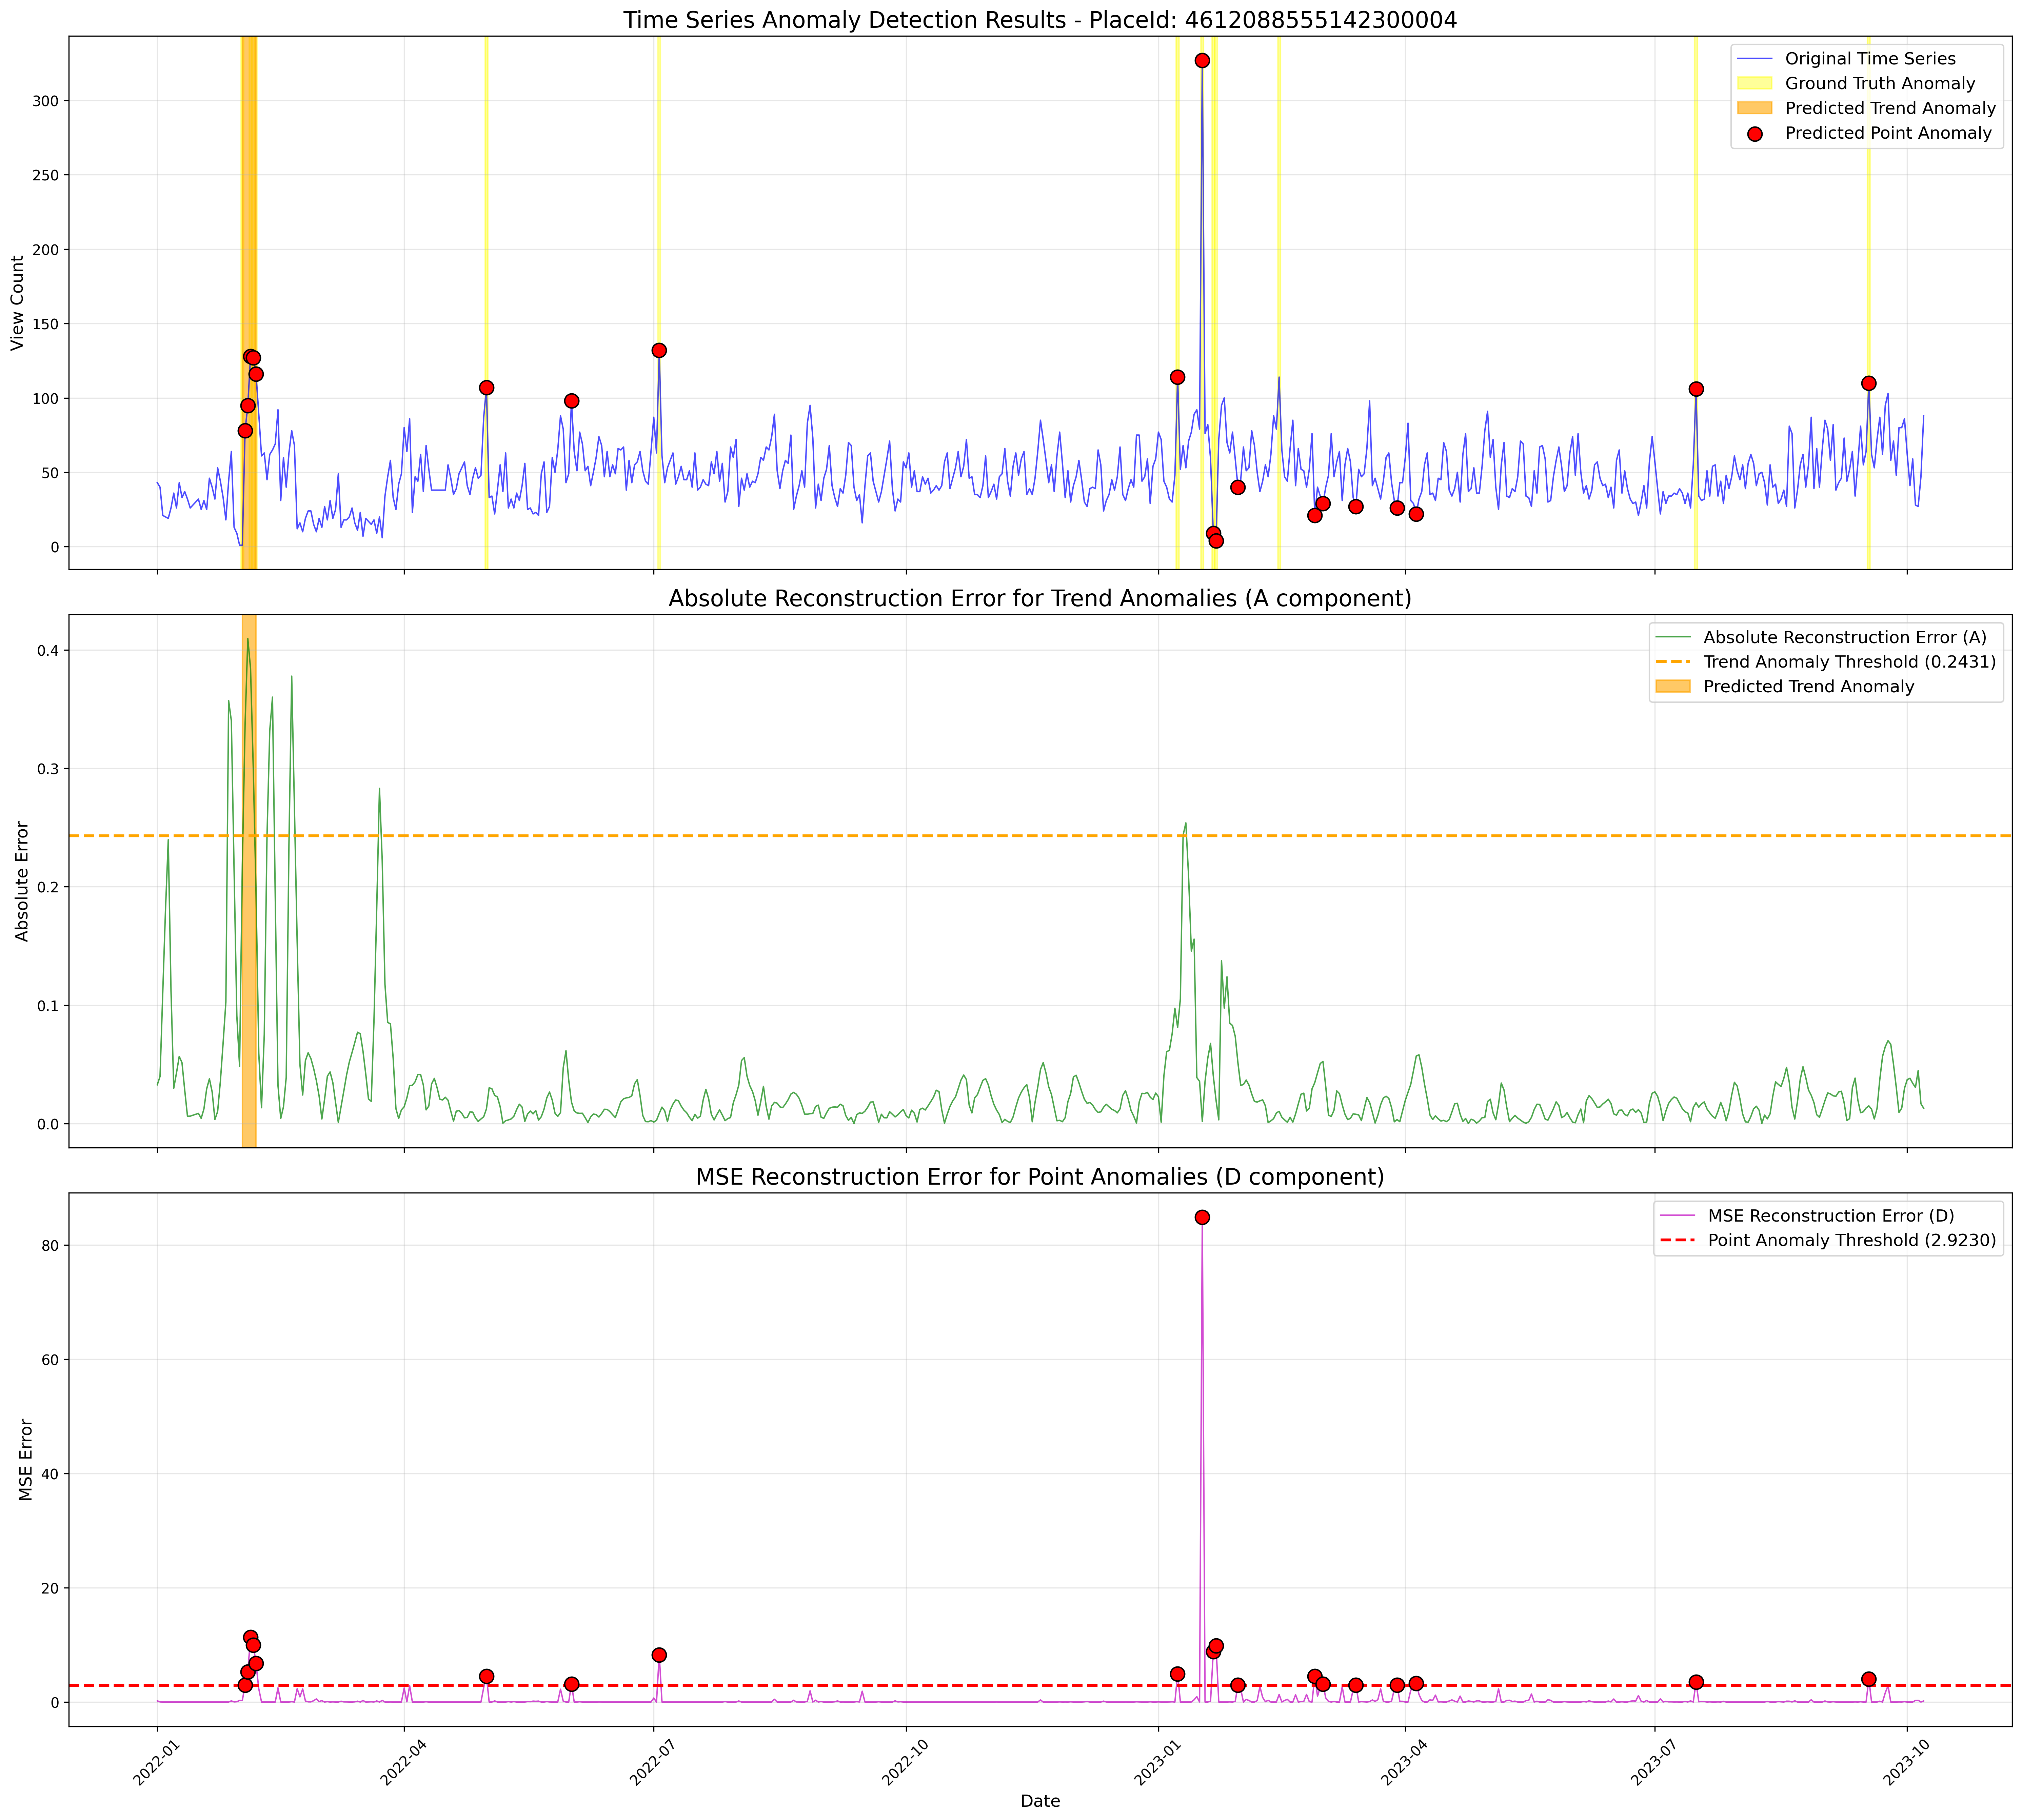 Time Series Anomaly Detection Results - PlaceId: 4612088555142300004
View Count
300
250
200
150
100
50
0
Original Time Series
Ground Truth Anomaly
Predicted Trend Anomaly
Predicted Point Anomaly
Absolute Reconstruction Error for Trend Anomalies (A component)
Absolute Error
0.4
0.3
0.2
0.1
0.0
Absolute Reconstruction Error (A)
Trend Anomaly Threshold (0.2431)
Predicted Trend Anomaly
MSE Reconstruction Error for Point Anomalies (D component)
MSE Error
80
60
40
20
0
MSE Reconstruction Error (D)
Point Anomaly Threshold (2.9230)
2022-01
2022-04
2022-07
2022-10
2023-01
2023-04
2023-07
2023-10
Date